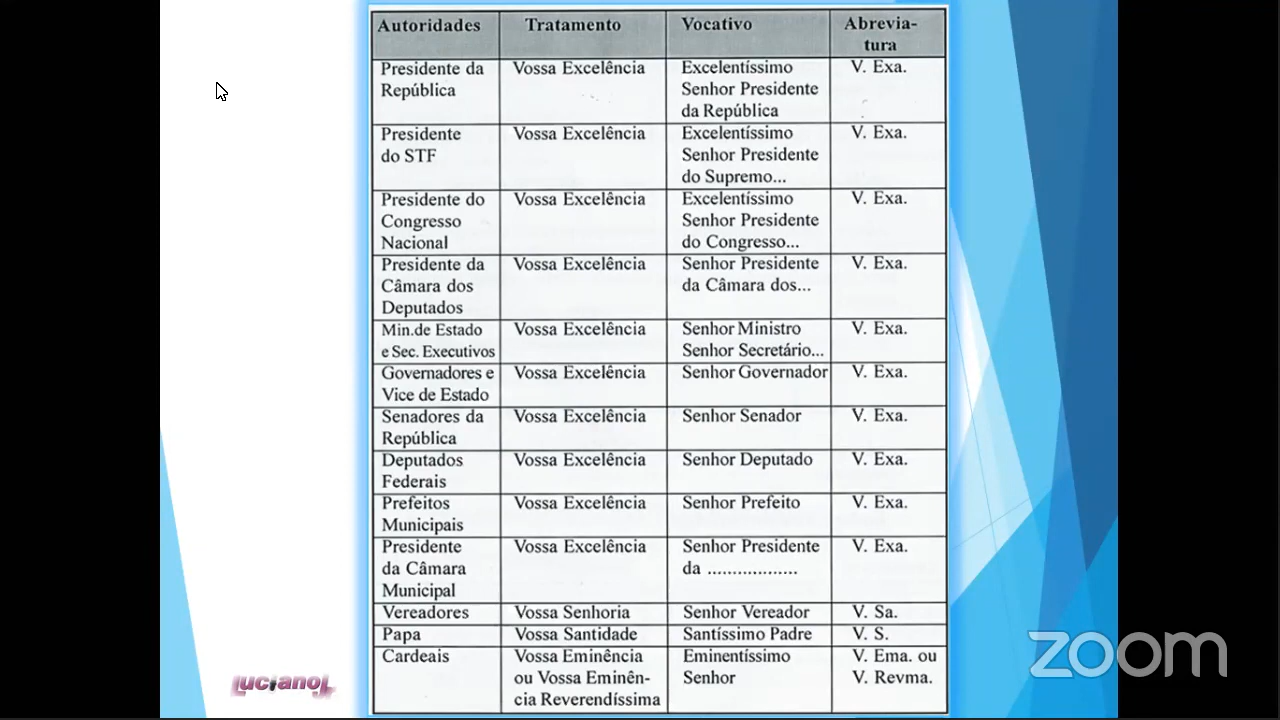 Autoridades Tratamento Vocativo Abrevia-
tura
Presidente da Vossa Excelência Excelentíssimo V. Exa.
República Senhor Presidente
da República
Presidente Vossa Excelência Excelentíssimo V. Exa.
do STF Senhor Presidente
do Supremo...
Presidente do Vossa Excelência Excelentíssimo V. Exa.
Congresso Senhor Presidente
Nacional do Congresso...
Presidente da Vossa Excelência Senhor Presidente V. Exa.
Câmara dos da Câmara dos...
Deputados
Min.de Estado Vossa Excelência Senhor Ministro V. Exa.
e Sec. Executivos Senhor Secretário...
Governadores e Vossa Excelência Senhor Governador V. Exa.
Vice de Estado
Senadores da Vossa Excelência Senhor Senador V. Exa.
República
Deputados Vossa Excelência Senhor Deputado V. Exa.
Federais
Prefeitos Vossa Excelência Senhor Prefeito V. Exa.
Municipais
Presidente Vossa Excelência Senhor Presidente V. Exa.
da Câmara da ..................
Municipal
Vereadores Vossa Senhoria Senhor Vereador V. Sa.
Papa Vossa Santidade Santíssimo Padre V. S.
Cardeais Vossa Eminência Eminentíssimo V. Ema. ou
ou Vossa Eminên- Senhor V. Revma.
cia Reverendíssima
zoom